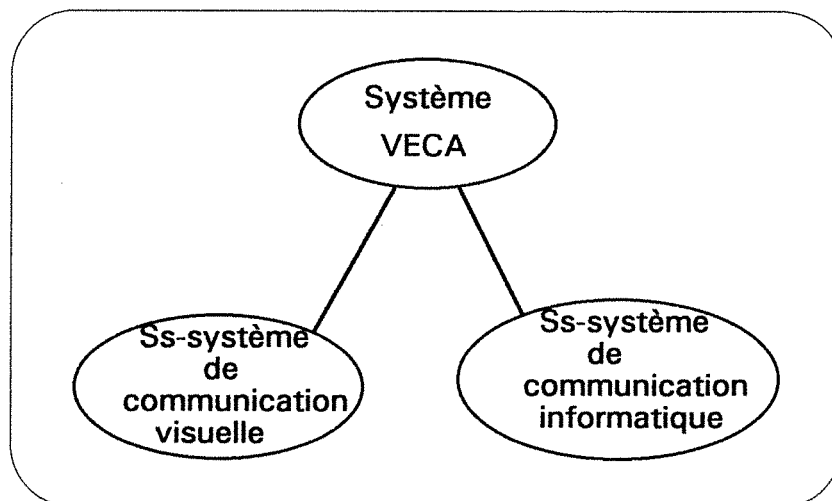 Système
VECA
Ss-système
de
communication
visuelle
Ss-système
de
communication
informatique